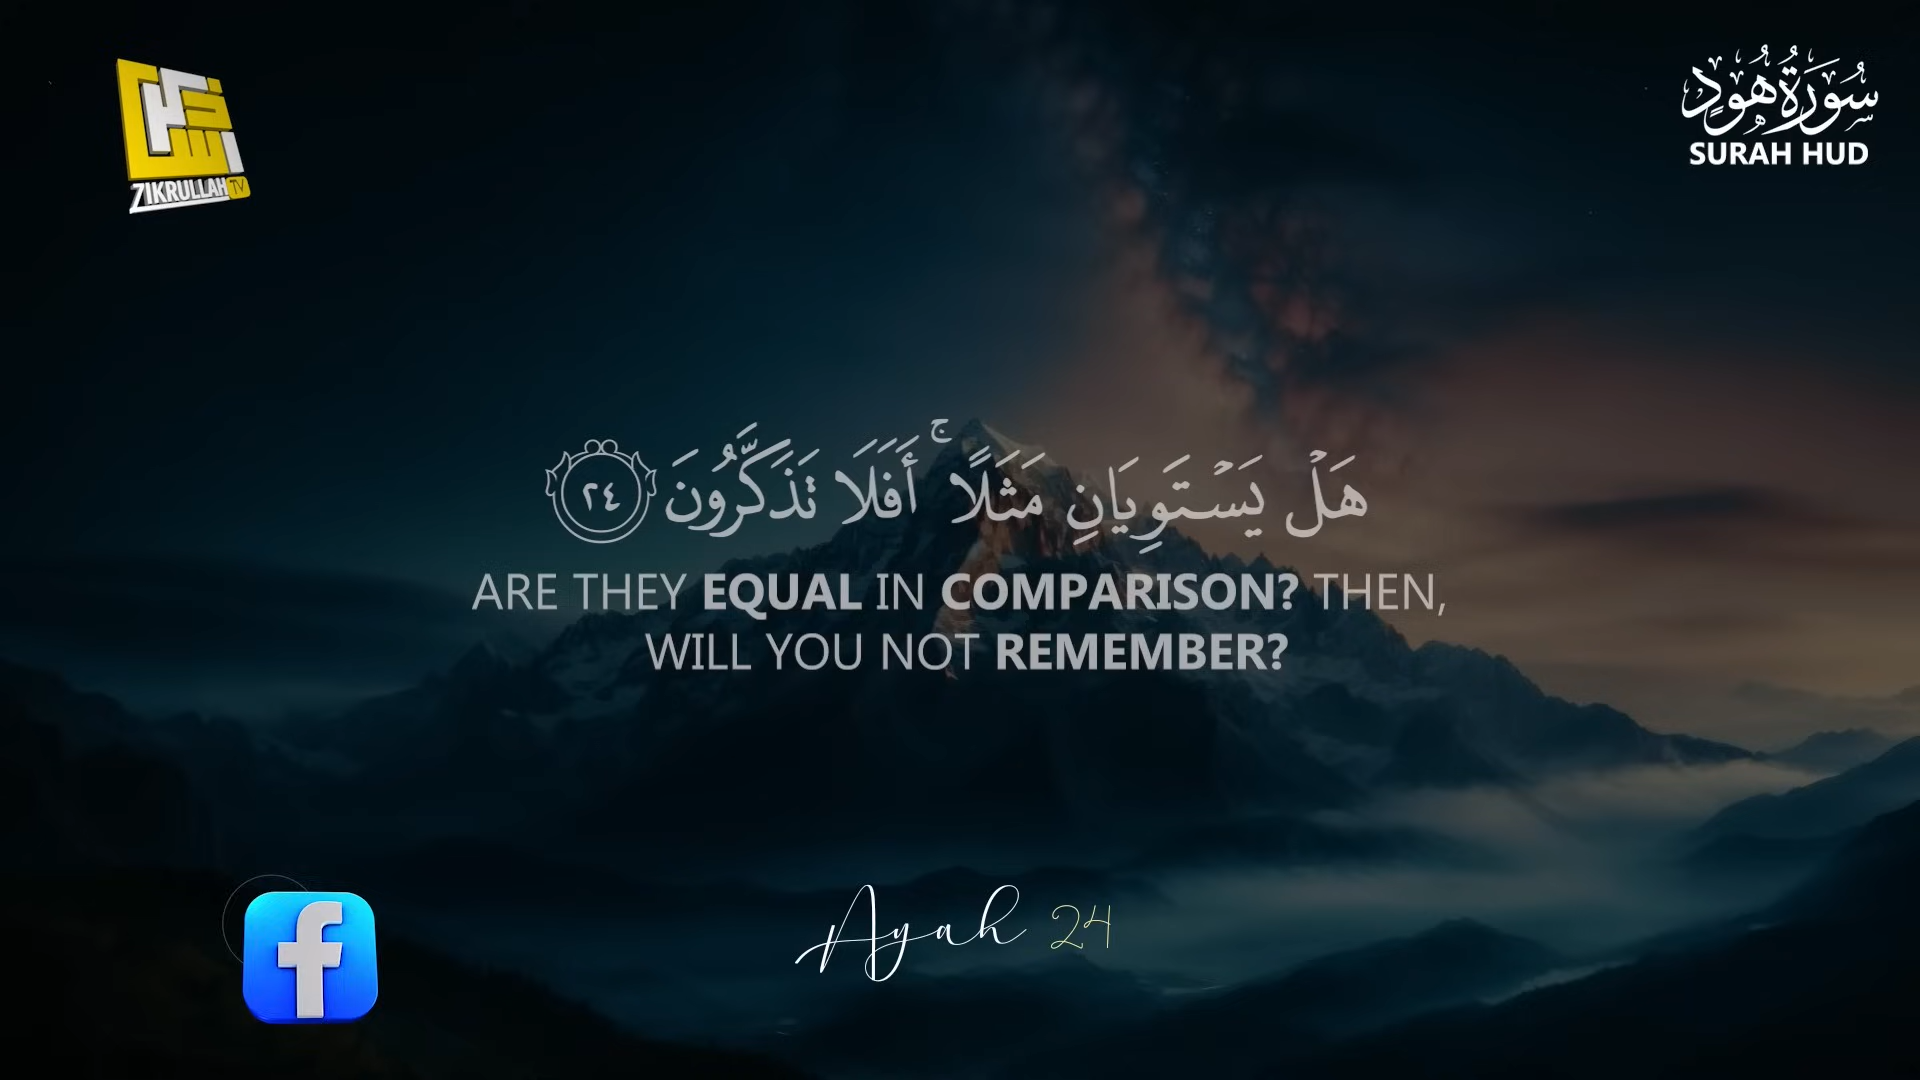 ZIKRULLAH TV
سُورَةُ هُودٍ
SURAH HUD
هَلْ يَسْتَوِيَانِ مَثَلًا ۚ أَفَلَا تَذَكَّرُونَ ٢٤
ARE THEY EQUAL IN COMPARISON? THEN,
WILL YOU NOT REMEMBER?
Ayah 24